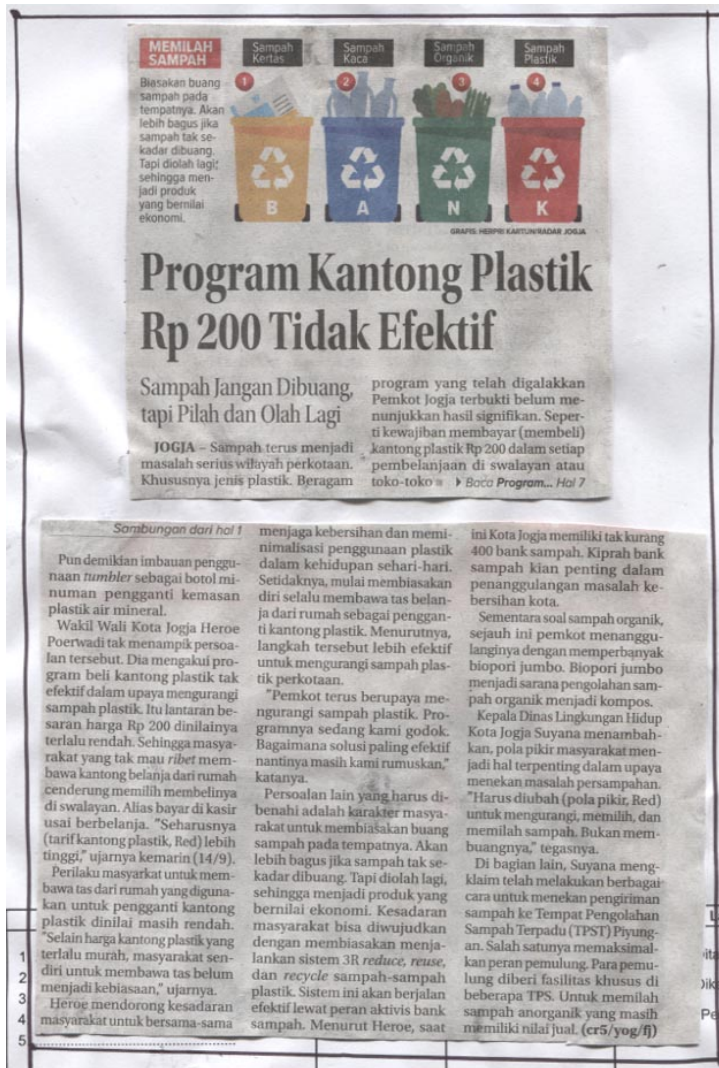 MEMILAH
SAMPAH
Biasakan buang
sampah pada
tempatnya. Akan
lebih bagus jika
sampah tak se-
kadar dibuang.
Tapi diolah lagi;
sehingga men-
jadi produk
yang bernilai
ekonomi.
Sampah
Kertas
Sampah
Kaca
Sampah
Organik
Sampah
Plastik
1
2
3
4
B
A
N
K
GRAFIS: HERPRI KARTUN/RADAR JOGJA
Program Kantong Plastik
Rp 200 Tidak Efektif
Sampah Jangan Dibuang,
tapi Pilah dan Olah Lagi
JOGJA – Sampah terus menjadi
masalah serius wilayah perkotaan.
Khususnya jenis plastik. Beragam
program yang telah digalakkan
Pemkot Jogja terbukti belum me-
nunjukkan hasil signifikan. Seper-
ti kewajiban membayar (membeli)
kantong plastik Rp 200 dalam setiap
pembelanjaan di swalayan atau
toko-toko
Baca Program... Hal 7
Sambungan dari hal 1
Pun demikian imbauan penggu-
naan tumbler sebagai botol mi-
numan pengganti kemasan
plastik air mineral.
Wakil Wali Kota Jogja Heroe
Poerwadi tak menampik persoa-
lan tersebut. Dia mengakui pro-
gram beli kantong plastik tak
efektif dalam upaya mengurangi
sampah plastik. Itu lantaran be-
saran harga Rp 200 dinilainya
terlalu rendah. Sehingga masya-
rakat yang tak mau ribet mem-
bawa kantong belanja dari rumah
cenderung memilih membelinya
di swalayan. Alias bayar di kasir
usai berbelanja. "Seharusnya
(tarif kantong plastik, Red) lebih
tinggi," ujarnya kemarin (14/9).
Perilaku masyarkat untuk mem-
bawa tas dari rumah yang diguna-
kan untuk pengganti kantong
plastik dinilai masih rendah.
"Selain harga kantong plastik yang
terlalu murah, masyarakat sen-
diri untuk membawa tas belum
menjadi kebiasaan," ujarnya.
Heroe mendorong kesadaran
masyarakat untuk bersama-sama
menjaga kebersihan dan memi-
nimalisasi penggunaan plastik
dalam kehidupan sehari-hari.
Setidaknya, mulai membiasakan
diri selalu membawa tas belan-
ja dari rumah sebagai penggan-
ti kantong plastik. Menurutnya,
langkah tersebut lebih efektif
untuk mengurangi sampah plas-
tik perkotaan.
"Pemkot terus berupaya me-
ngurangi sampah plastik. Pro-
gramnya sedang kami godok.
Bagaimana solusi paling efektif
nantinya masih kami rumuskan,"
katanya.
Persoalan lain yang harus di-
benahi adalah karakter masya-
rakat untuk membiasakan buang
sampah pada tempatnya. Akan
lebih bagus jika sampah tak se-
kadar dibuang. Tapi diolah lagi,
sehingga menjadi produk yang
bernilai ekonomi. Kesadaran
masyarakat bisa diwujudkan
dengan membiasakan menja-
lankan sistem 3R reduce, reuse,
dan recycle sampah-sampah
plastik. Sistem ini akan berjalan
efektif lewat peran aktivis bank
sampah. Menurut Heroe, saat
ini Kota Jogja memiliki tak kurang
400 bank sampah. Kiprah bank
sampah kian penting dalam
penanggulangan masalah ke-
bersihan kota.
Sementara soal sampah organik,
sejauh ini pemkot menanggu-
langinya dengan memperbanyak
biopori jumbo. Biopori jumbo
menjadi sarana pengolahan sam-
pah organik menjadi kompos.
Kepala Dinas Lingkungan Hidup
Kota Jogja Suyana menambah-
kan, pola pikir masyarakat men-
jadi hal terpenting dalam upaya
menekan masalah persampahan.
"Harus diubah (pola pikir, Red)
untuk mengurangi, memilih, dan
memilah sampah. Bukan mem-
buangnya," tegasnya.
Di bagian lain, Suyana meng-
klaim telah melakukan berbagai
cara untuk menekan pengiriman
sampah ke Tempat Pengolahan
Sampah Terpadu (TPST) Piyung-
an. Salah satunya memaksimal-
kan peran pemulung. Para pemu-
lung diberi fasilitas khusus di
beberapa TPS. Untuk memilah
sampah anorganik yang masih
memiliki nilai jual. (cr5/yog/fj)
1
2
3
4
5